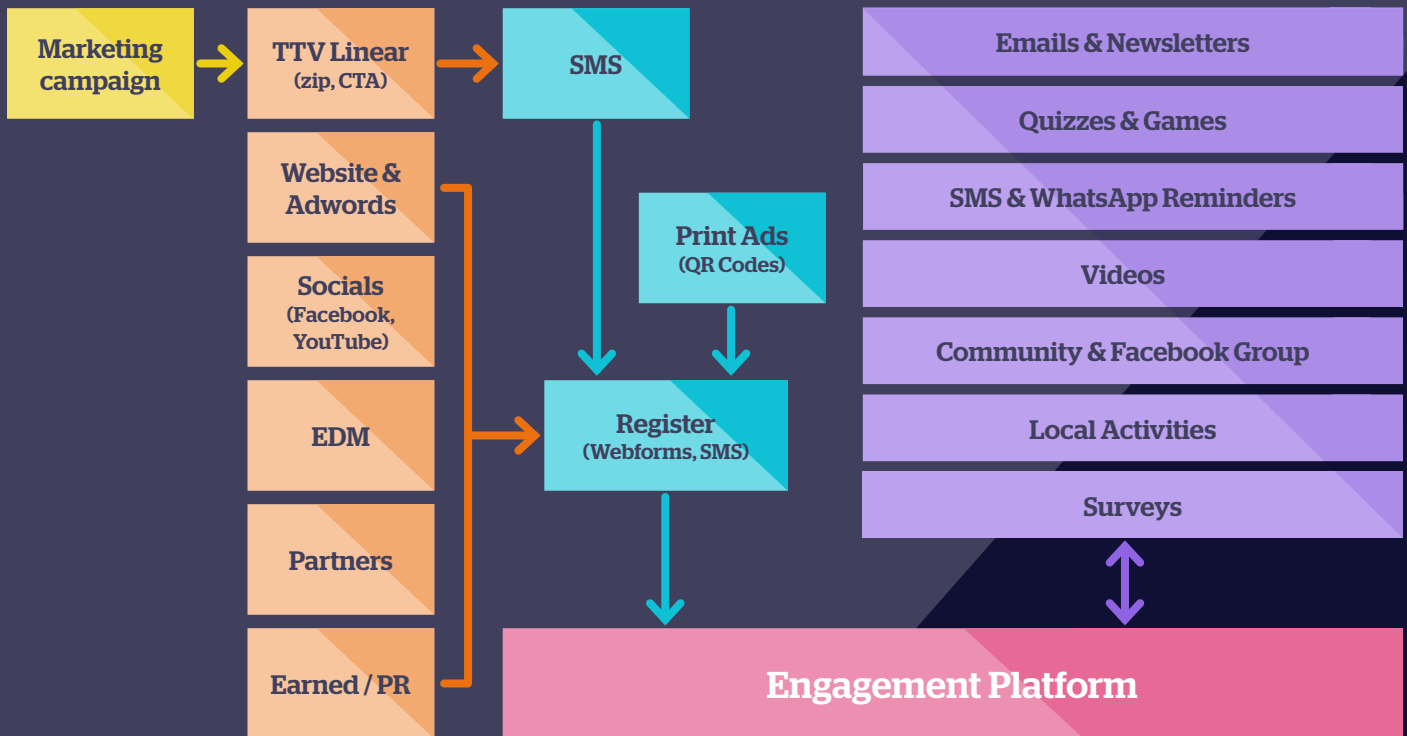 Marketing
campaign
TTV Linear
(zip, CTA)
SMS
Website &
Adwords
Socials
(Facebook,
YouTube)
EDM
Partners
Earned / PR
Print Ads
(QR Codes)
Register
(Webforms, SMS)
Emails & Newsletters
Quizzes & Games
SMS & WhatsApp Reminders
Videos
Community & Facebook Group
Local Activities
Surveys
Engagement Platform